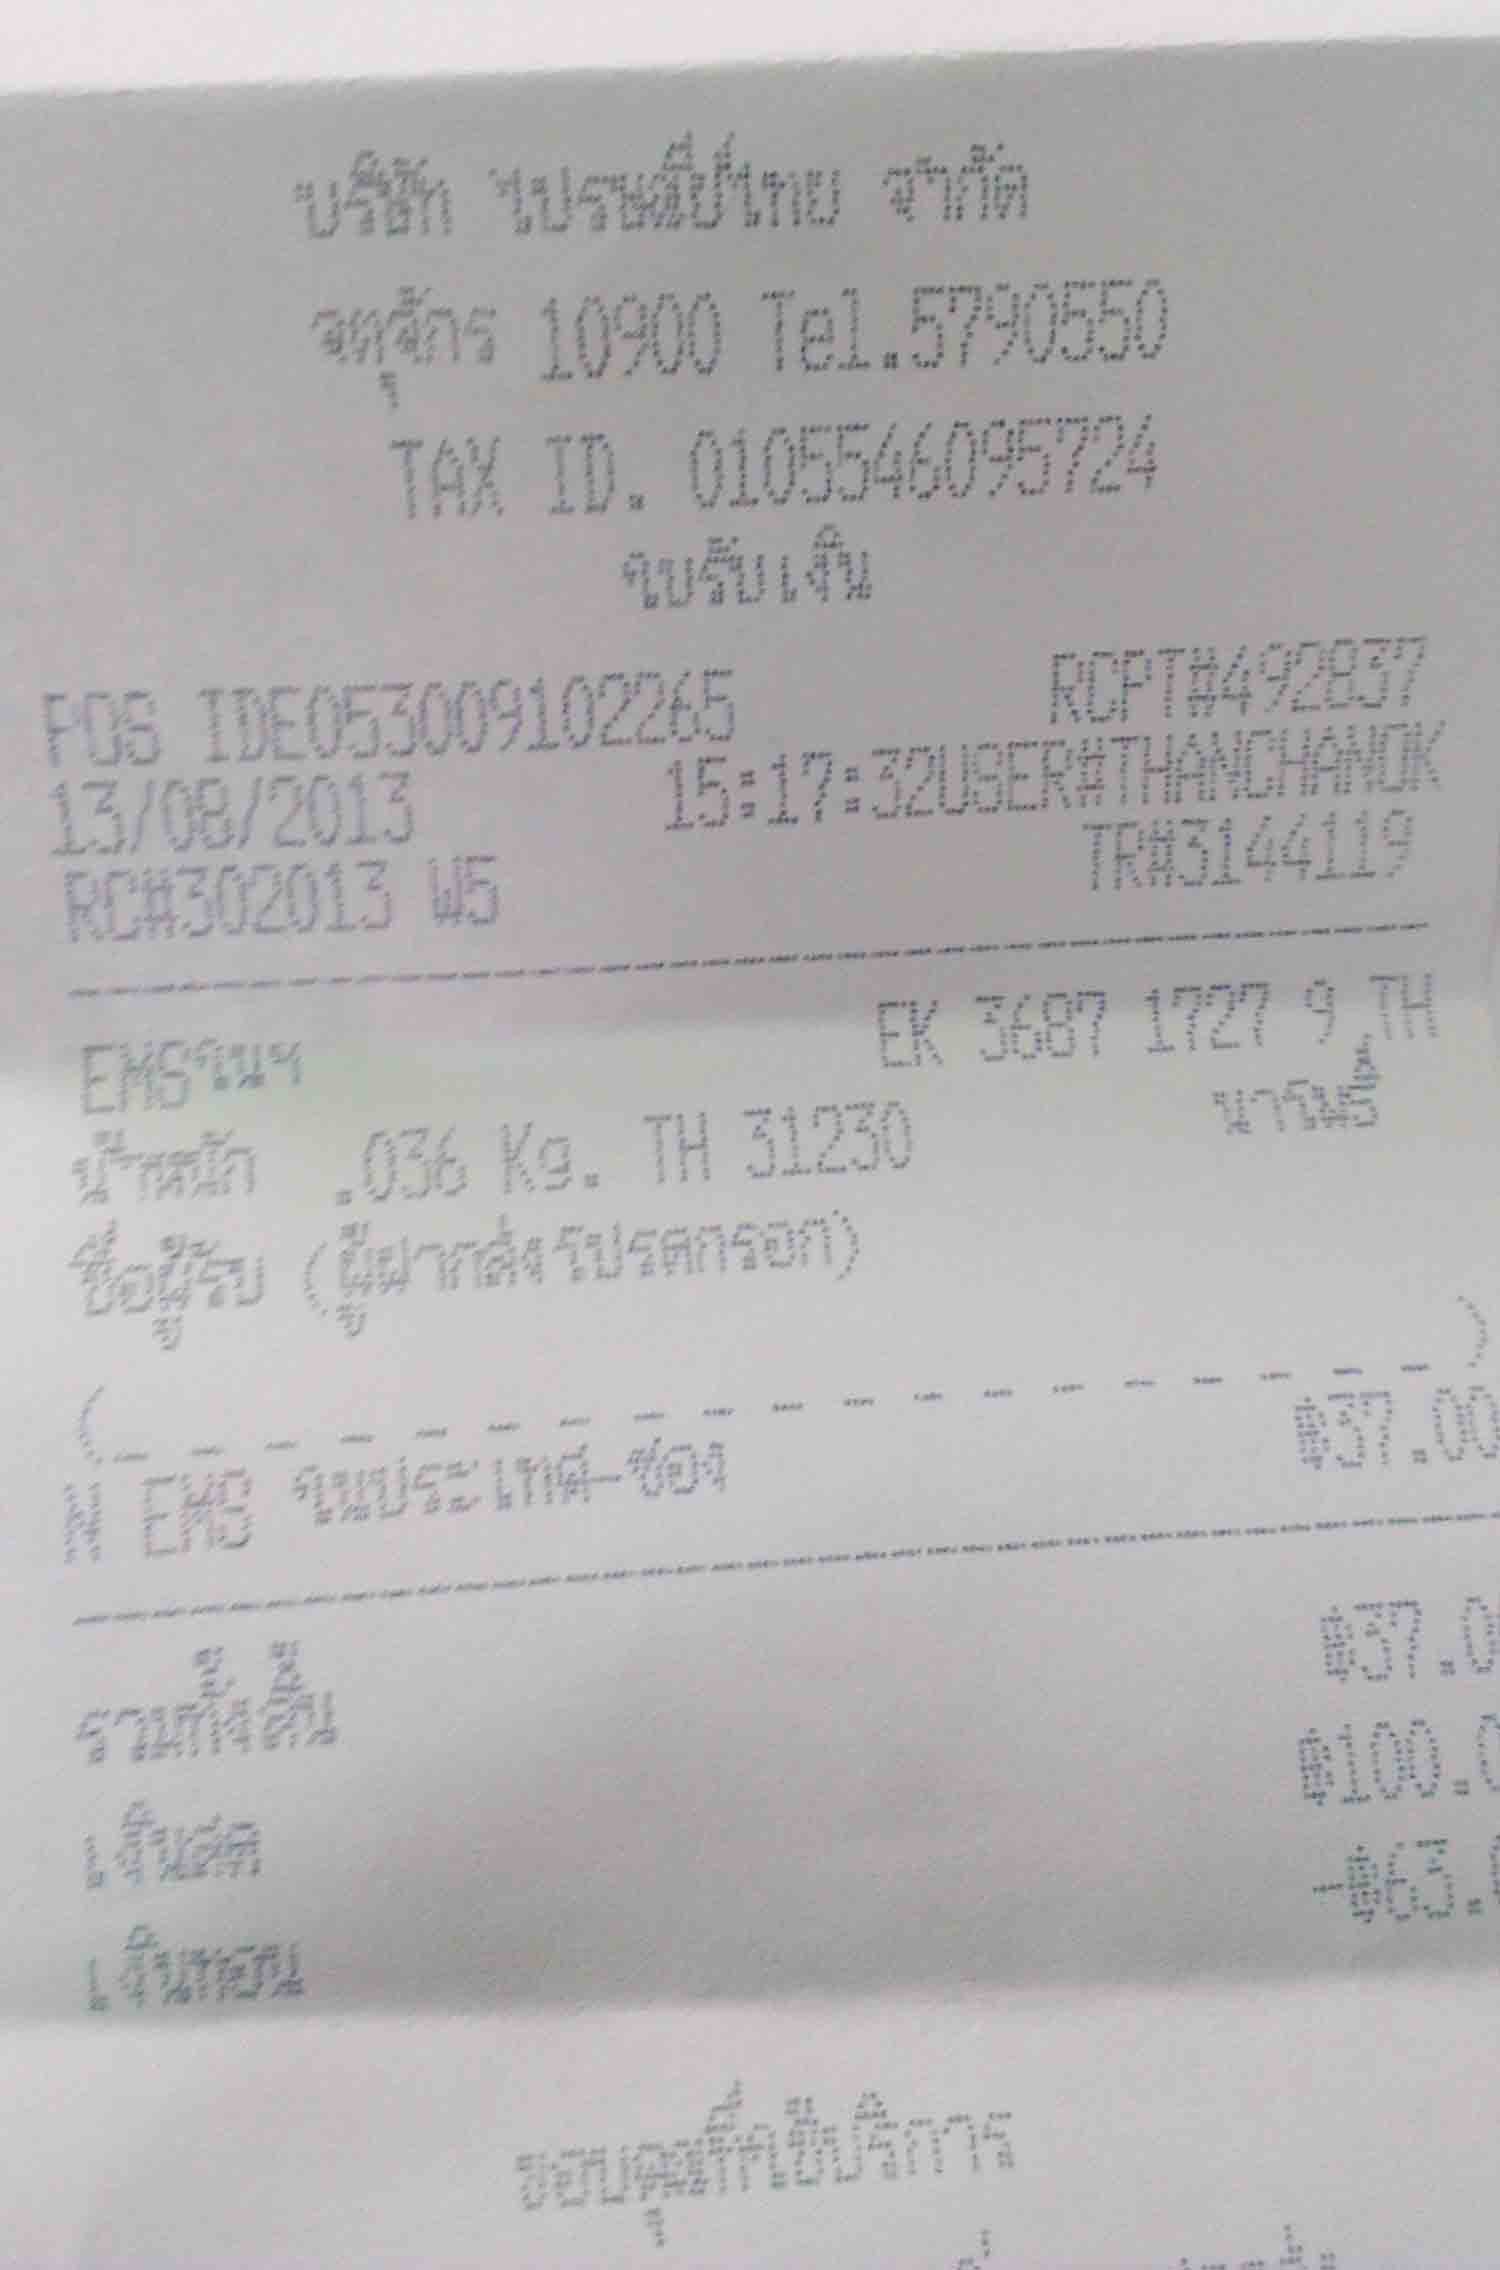 บริษัท ไปรษณีย์ไทย จำกัด
จตุจักร 10900 Tel.5790550
TAX ID. 0105546095724
ใบรับเงิน
POS IDE053009102265 RCPT#492837
13/08/2013 15:17:32USER#THANCHANOK
RC#302013 W5 TR#3144119
EMSในฯ EK 3687 1727 9 TH
น้ำหนัก .036 Kg. TH 31230
ชื่อผู้รับ (ผู้ฝากส่งโปรดกรอก)
N EMS ในประเทศ-ซอง ฿37.00
รวมทั้งสิ้น ฿37.0
เงินสด ฿100.
เงินทอน -฿63.
ขอบคุณที่ใช้บริการ